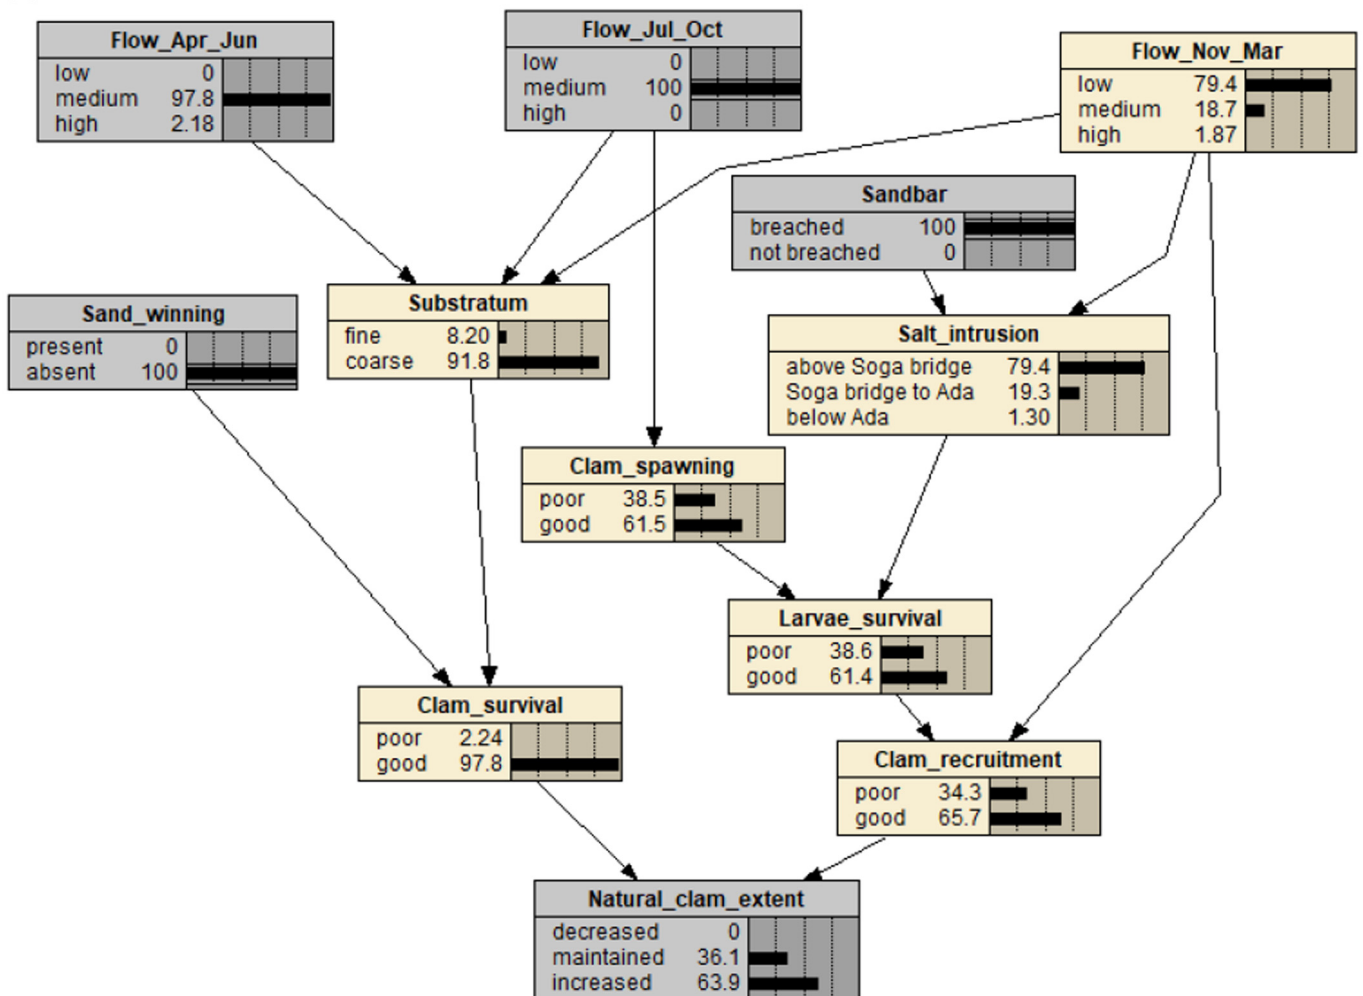 Flow_Apr_Jun
low 0
medium 97.8
high 2.18
Flow_Jul_Oct
low 0
medium 100
high 0
Flow_Nov_Mar
low 79.4
medium 18.7
high 1.87
Sandbar
breached 100
not breached 0
Sand_winning
present 0
absent 100
Substratum
fine 8.20
coarse 91.8
Salt_intrusion
above Soga bridge 79.4
Soga bridge to Ada 19.3
below Ada 1.30
Clam_spawning
poor 38.5
good 61.5
Larvae_survival
poor 38.6
good 61.4
Clam_survival
poor 2.24
good 97.8
Clam_recruitment
poor 34.3
good 65.7
Natural_clam_extent
decreased 0
maintained 36.1
increased 63.9